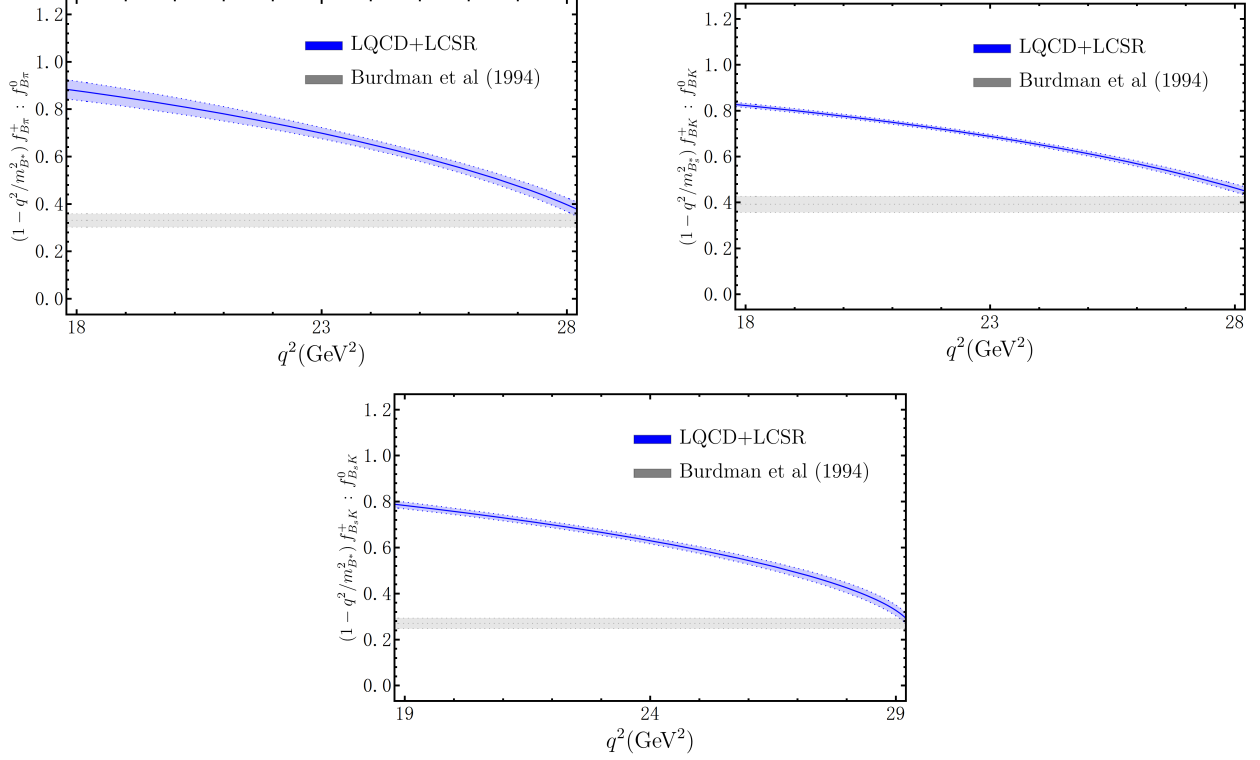 (1 − q²/m²_{B*}) f⁺_{Bπ} : f⁰_{Bπ}
1.2
1.0
0.8
0.6
0.4
0.2
0.0
LQCD+LCSR
Burdman et al (1994)
18 23 28
q²(GeV²)
(1 − q²/m²_{B*_s}) f⁺_{BK} : f⁰_{BK}
1.2
1.0
0.8
0.6
0.4
0.2
0.0
LQCD+LCSR
Burdman et al (1994)
18 23 28
q²(GeV²)
(1 − q²/m²_{B*}) f⁺_{B_sK} : f⁰_{B_sK}
1.2
1.0
0.8
0.6
0.4
0.2
0.0
LQCD+LCSR
Burdman et al (1994)
19 24 29
q²(GeV²)